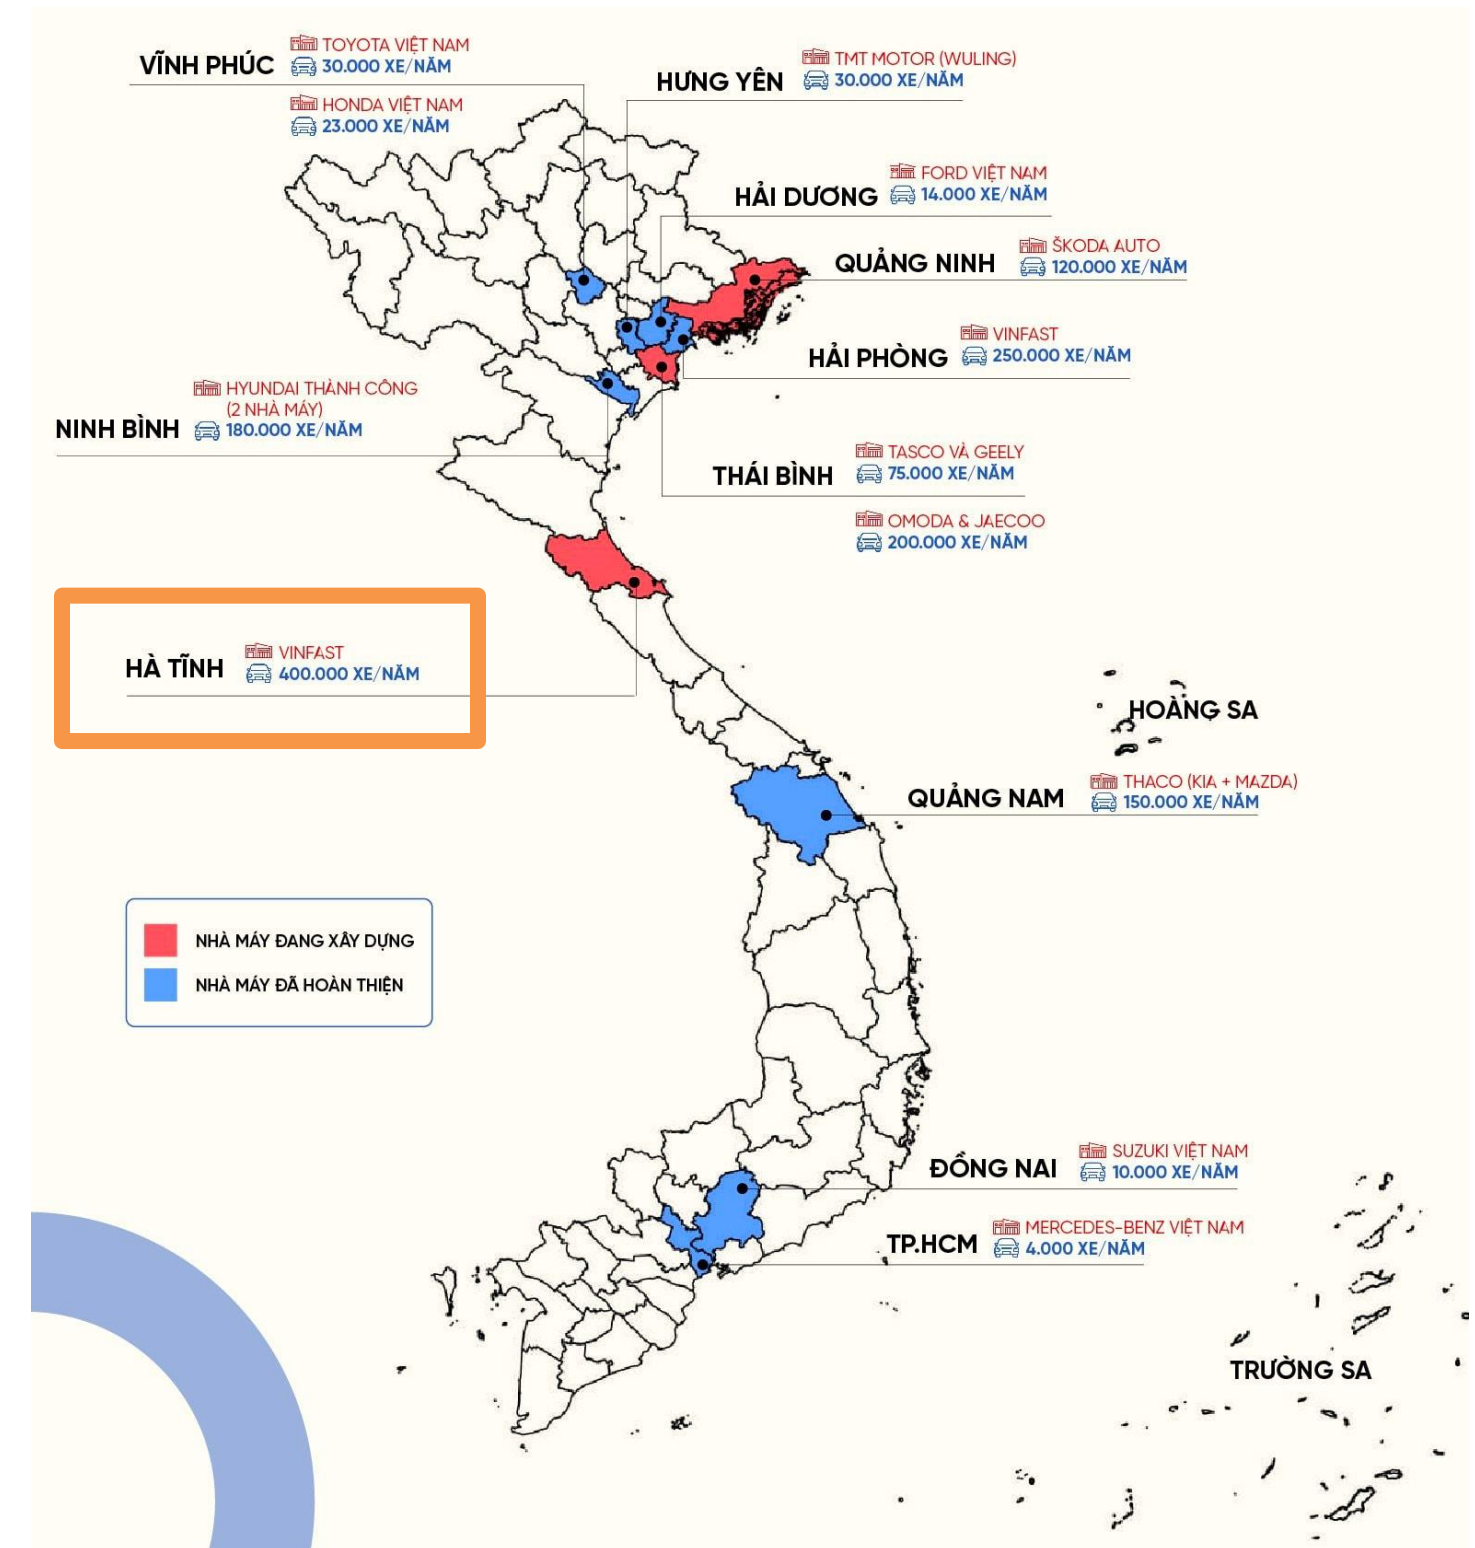 VĨNH PHÚC
TOYOTA VIỆT NAM
30.000 XE/NĂM
HONDA VIỆT NAM
23.000 XE/NĂM
HƯNG YÊN
TMT MOTOR (WULING)
30.000 XE/NĂM
HẢI DƯƠNG
FORD VIỆT NAM
14.000 XE/NĂM
QUẢNG NINH
ŠKODA AUTO
120.000 XE/NĂM
HẢI PHÒNG
VINFAST
250.000 XE/NĂM
NINH BÌNH
HYUNDAI THÀNH CÔNG
(2 NHÀ MÁY)
180.000 XE/NĂM
THÁI BÌNH
TASCO VÀ GEELY
75.000 XE/NĂM
OMODA & JAECOO
200.000 XE/NĂM
HÀ TĨNH
VINFAST
400.000 XE/NĂM
HOÀNG SA
QUẢNG NAM
THACO (KIA + MAZDA)
150.000 XE/NĂM
NHÀ MÁY ĐANG XÂY DỰNG
NHÀ MÁY ĐÃ HOÀN THIỆN
ĐỒNG NAI
SUZUKI VIỆT NAM
10.000 XE/NĂM
TP.HCM
MERCEDES-BENZ VIỆT NAM
4.000 XE/NĂM
TRƯỜNG SA